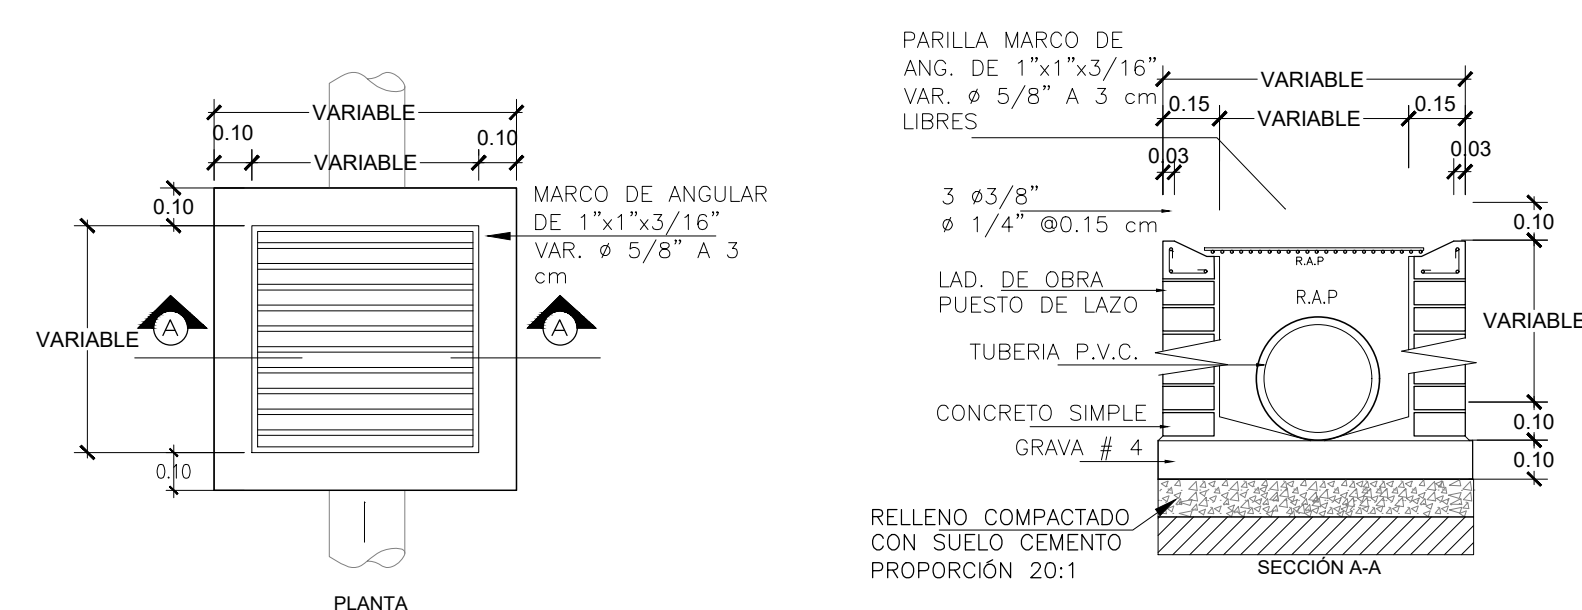 VARIABLE
0.10
0.10
VARIABLE
0.10
MARCO DE ANGULAR
DE 1”x1”x3/16”
VAR. ø 5/8” A 3
cm
A
A
VARIABLE
0.10
PLANTA
PARILLA MARCO DE
ANG. DE 1”x1”x3/16”
VAR. ø 5/8” A 3 cm
LIBRES
VARIABLE
0.15
VARIABLE
0.15
0.03
0.03
3 ø3/8”
ø 1/4” @0.15 cm
0.10
R.A.P
LAD. DE OBRA
PUESTO DE LAZO
R.A.P
VARIABLE
TUBERIA P.V.C.
CONCRETO SIMPLE
0.10
GRAVA # 4
0.10
RELLENO COMPACTADO
CON SUELO CEMENTO
PROPORCIÓN 20:1
SECCIÓN A-A